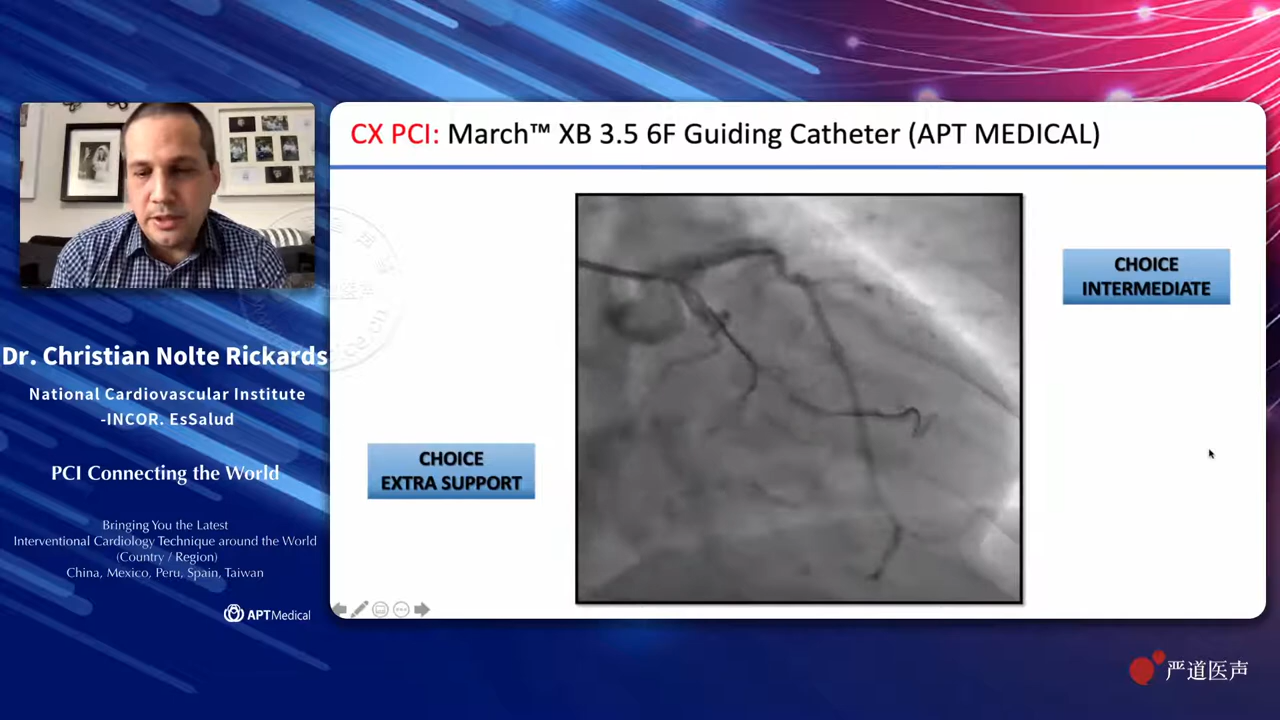 CX PCI: March™ XB 3.5 6F Guiding Catheter (APT MEDICAL)
CHOICE
INTERMEDIATE
CHOICE
EXTRA SUPPORT
Dr. Christian Nolte Rickards
National Cardiovascular Institute
-INCOR. EsSalud
PCI Connecting the World
Bringing You the Latest
Interventional Cardiology Technique around the World
(Country / Region)
China, Mexico, Peru, Spain, Taiwan
APTMedical
严道医声